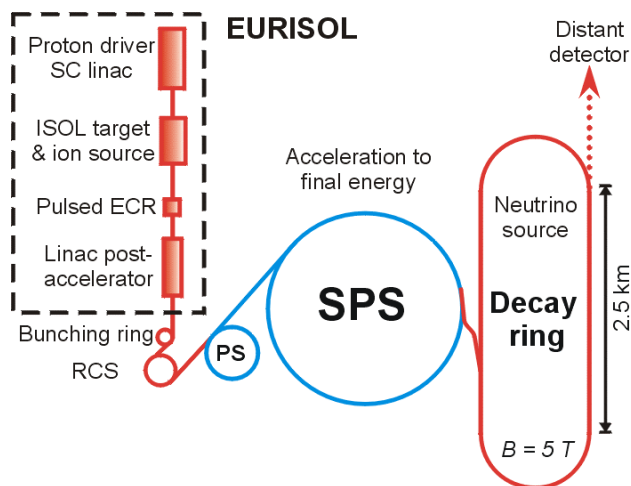 EURISOL
Proton driver
SC linac
ISOL target
& ion source
Pulsed ECR
Linac post-
accelerator
Bunching ring
RCS
PS
Acceleration to
final energy
SPS
Distant
detector
Neutrino
source
Decay
ring
2.5 km
B = 5 T